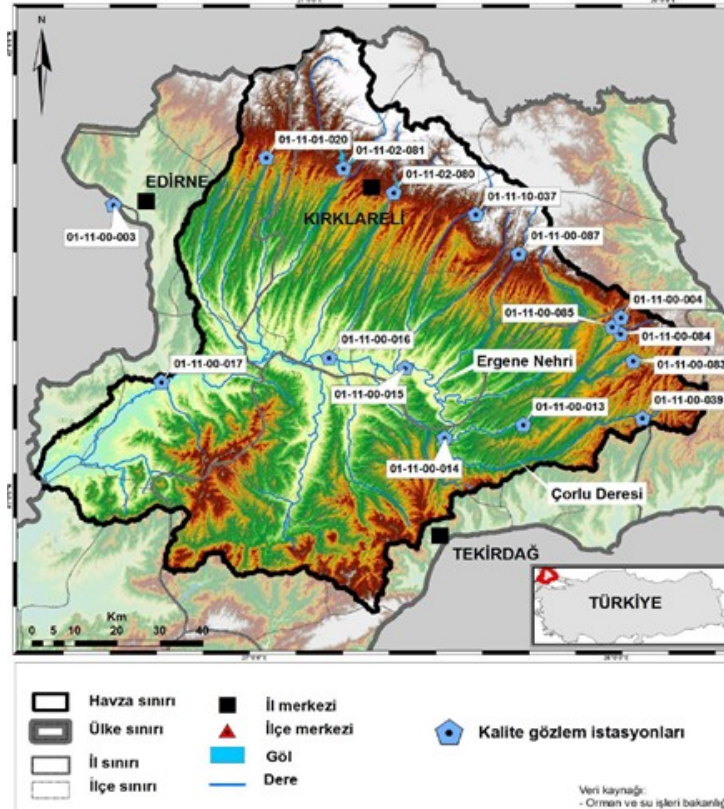 N
01-11-01-020
01-11-02-081
EDİRNE
01-11-02-080
01-11-10-037
KIRKLARELİ
01-11-00-003
01-11-00-087
01-11-00-004
01-11-00-085
01-11-00-084
01-11-00-016
Ergene Nehri
01-11-00-083
01-11-00-017
01-11-00-015
01-11-00-013
01-11-00-039
01-11-00-014
Çorlu Deresi
TEKİRDAĞ
Km
0 5 10 20 30 40
TÜRKİYE
Havza sınırı
Ülke sınırı
İl sınırı
İlçe sınırı
İl merkezi
İlçe merkezi
Göl
Dere
Kalite gözlem istasyonları
Veri kaynağı:
- Orman ve su işleri bakanlığı